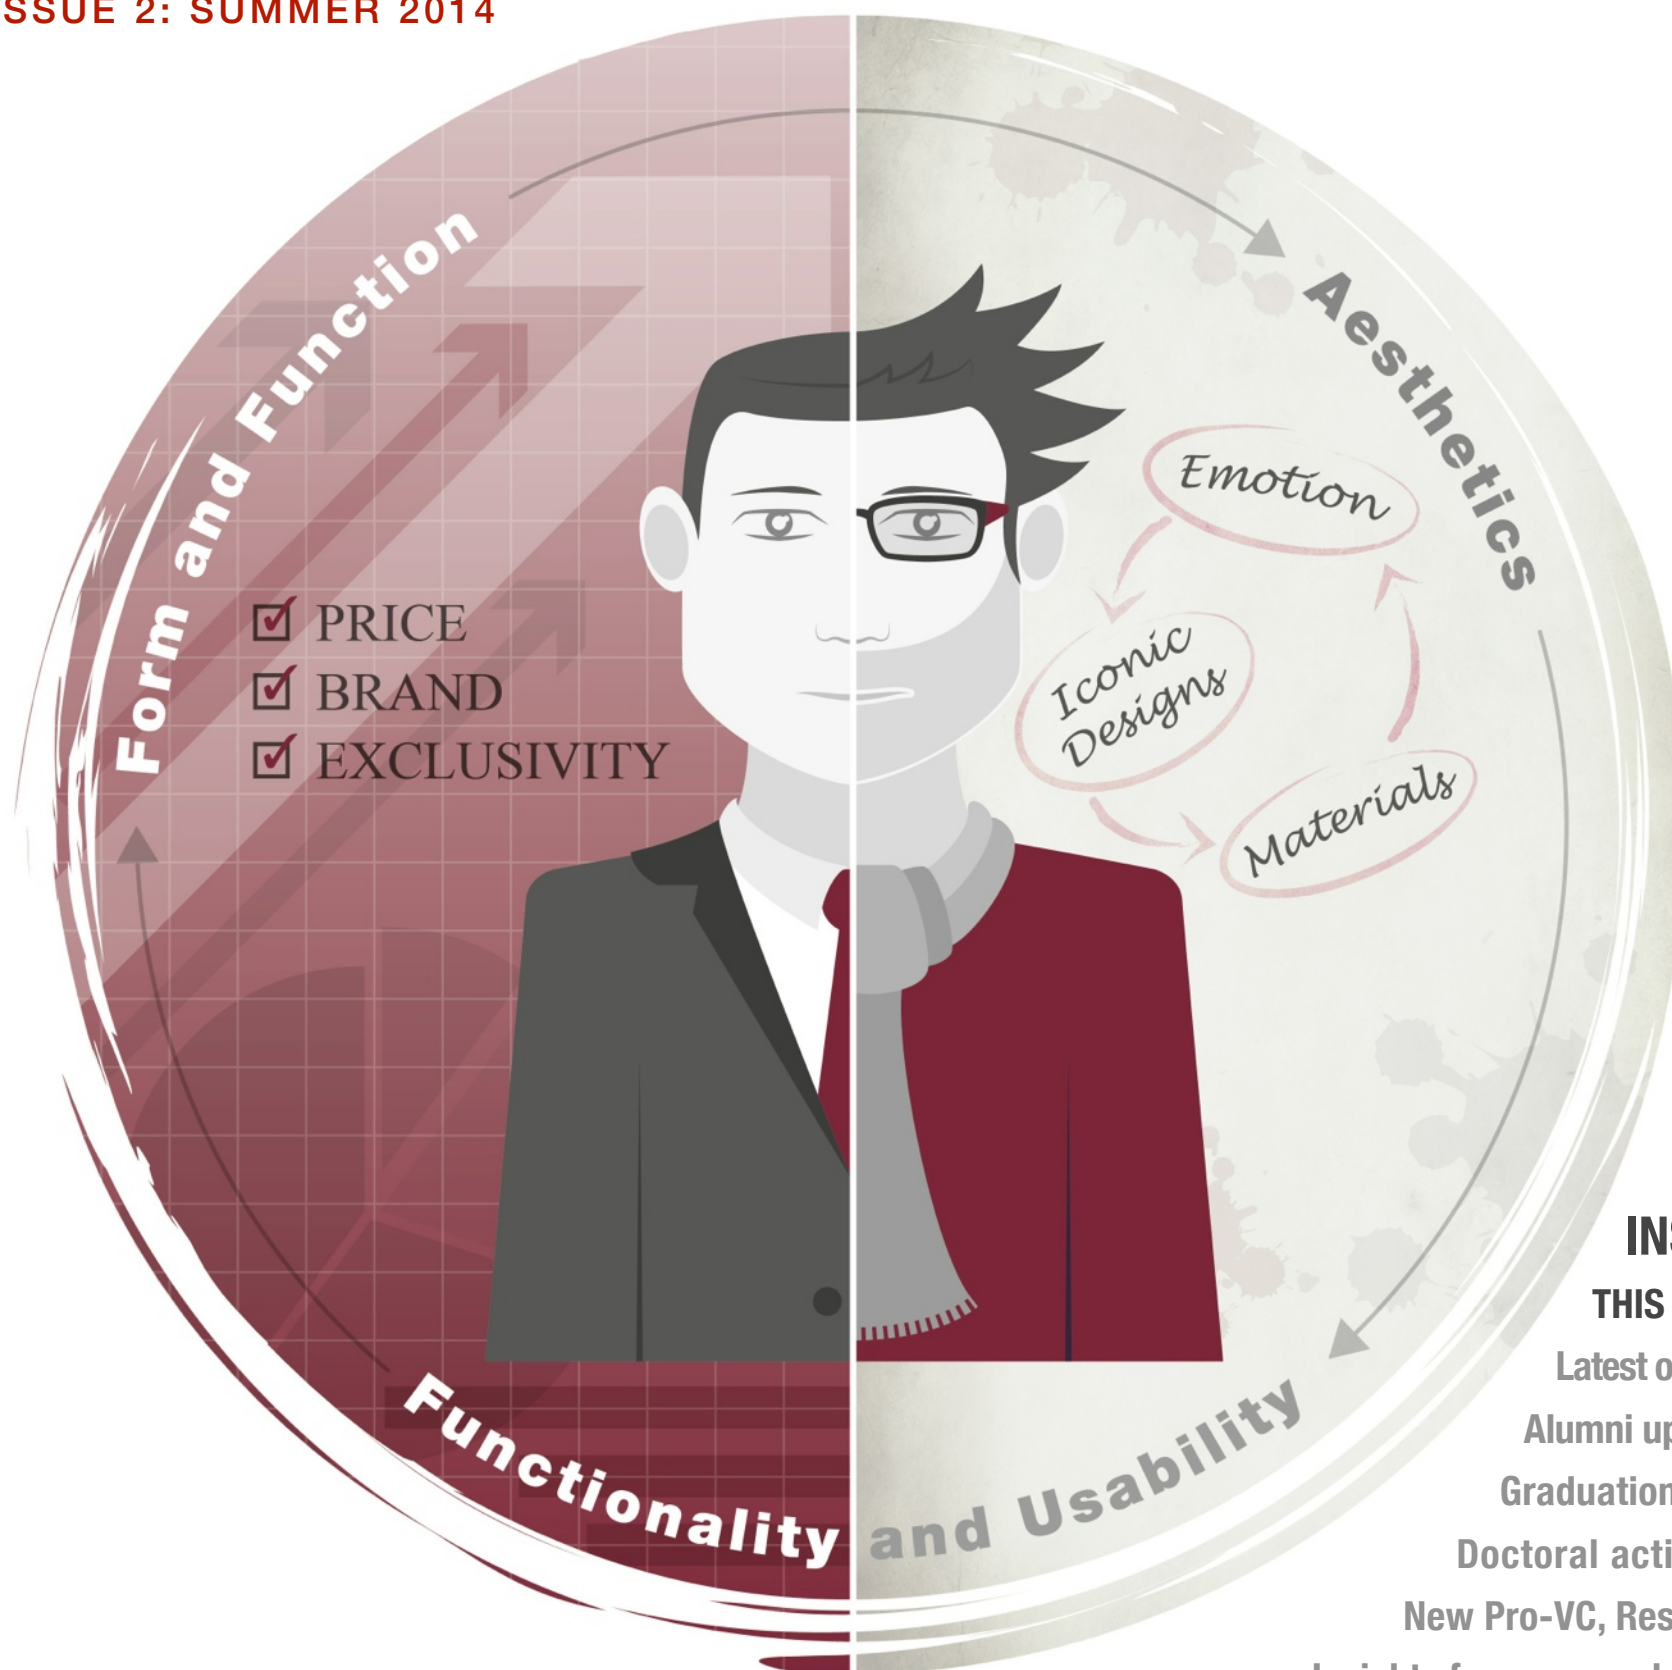 SSUE 2: SUMMER 2014
Form and Function
Aesthetics
Emotion
Iconic
Designs
Materials
PRICE
BRAND
EXCLUSIVITY
Functionality and Usability
THIS
Latest
Alumni
Graduation
Doctoral
New Pro-VC,